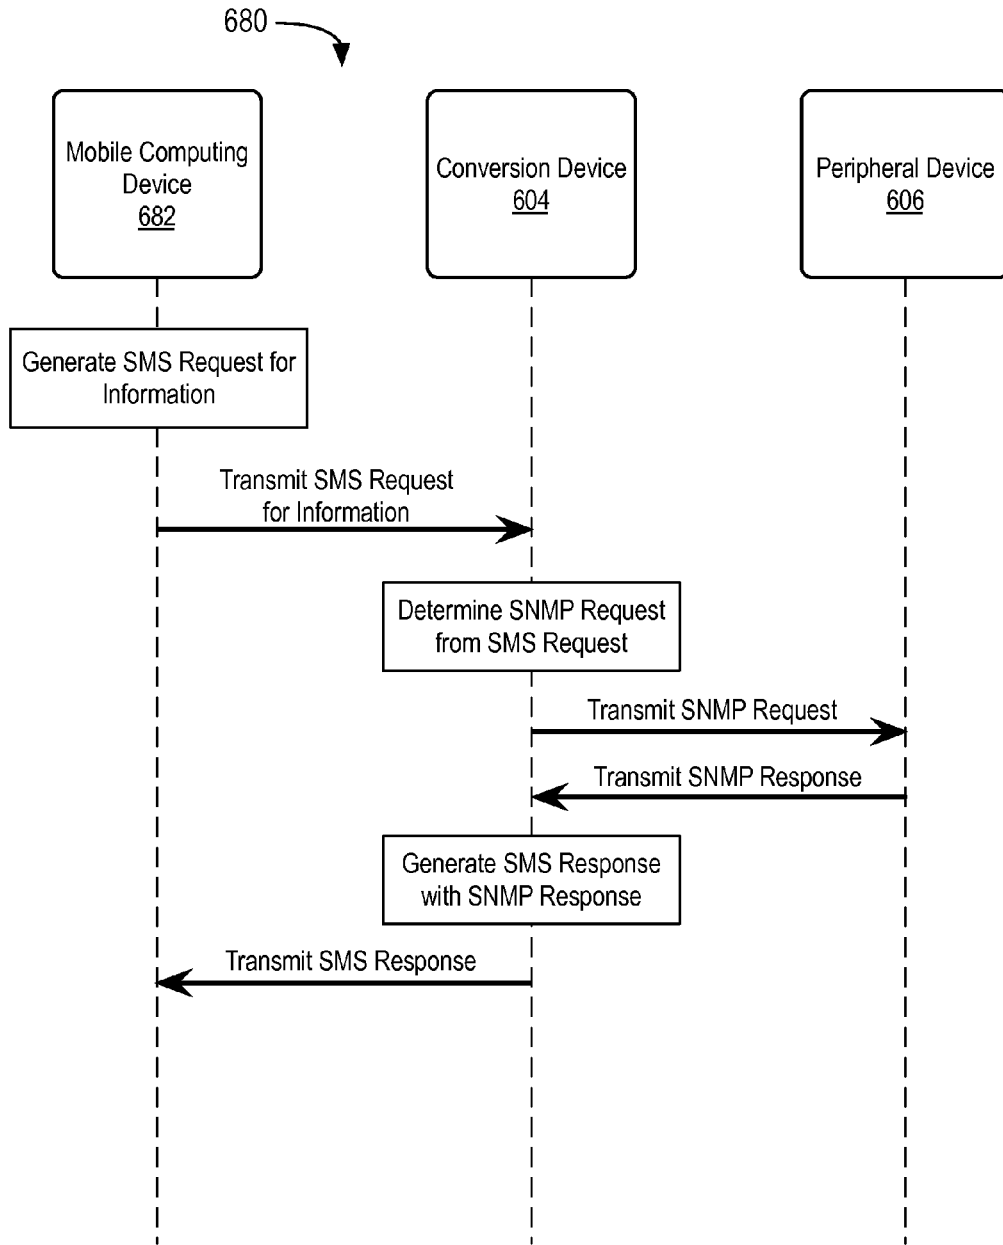 680
Mobile Computing
Device
682
Conversion Device
604
Peripheral Device
606
Generate SMS Request for
Information
Transmit SMS Request
for Information
Determine SNMP Request
from SMS Request
Transmit SNMP Request
Transmit SNMP Response
Generate SMS Response
with SNMP Response
Transmit SMS Response